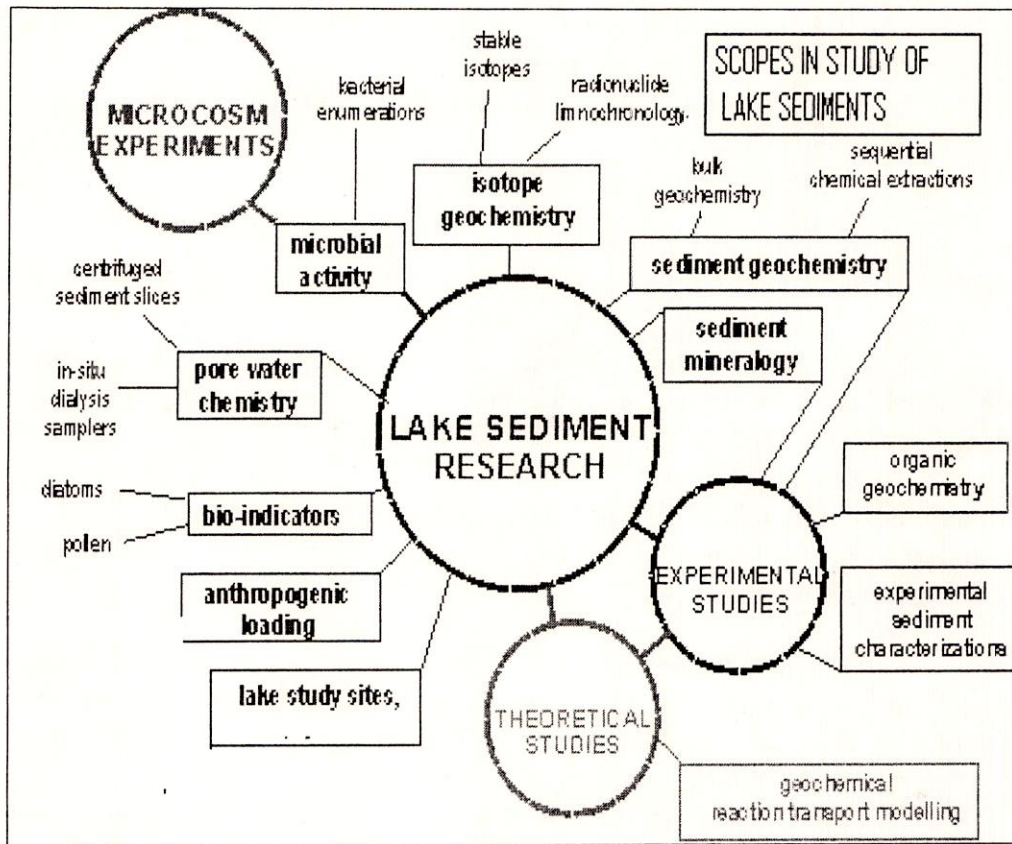 SCOPES IN STUDY OF
LAKE SEDIMENTS
MICROCOSM
EXPERIMENTS
bacterial
enumerations
stable
isotopes
radionuclide
limnochronology.
isotope
geochemistry
microbial
activity
bulk
geochemistry
sequential
chemical extractions
sediment geochemistry
sediment
mineralogy
centrifuged
sediment slices
in-situ
dialysis
samplers
pore water
chemistry
LAKE SEDIMENT
RESEARCH
diatoms
pollen
bio-indicators
anthropogenic
loading
lake study sites,
organic
geochemistry
EXPERIMENTAL
STUDIES
experimental
sediment
characterizations
THEORETICAL
STUDIES
geochemical
reaction transport modelling